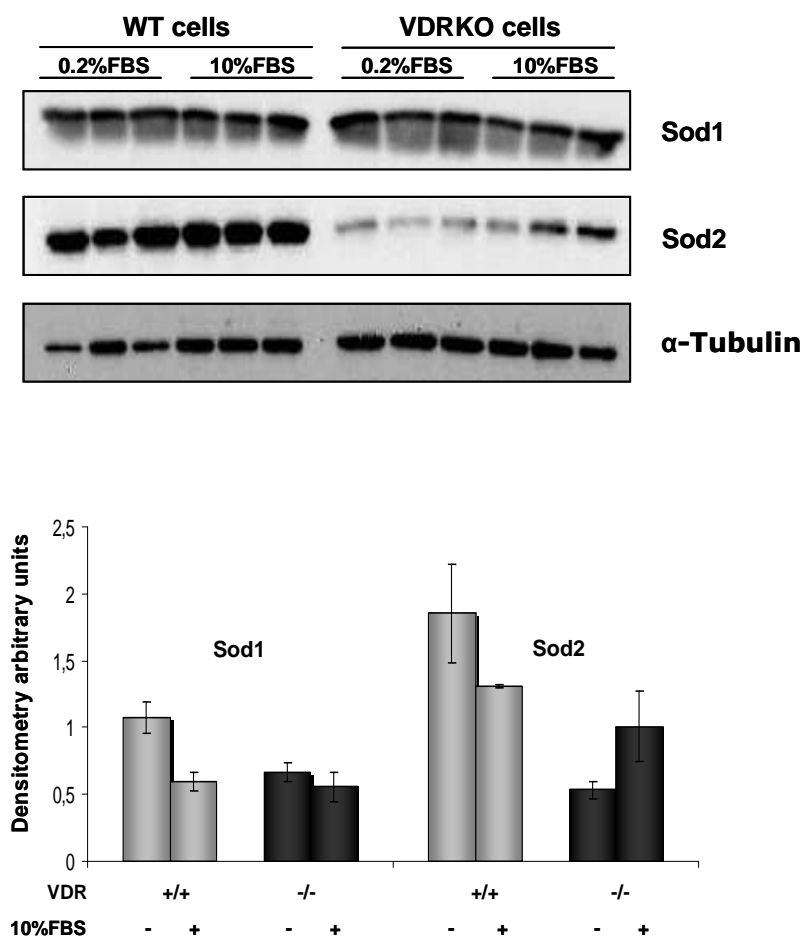 WT cells VDRKO cells
0.2%FBS 10%FBS 0.2%FBS 10%FBS
Sod1
Sod2
α-Tubulin
Densitometry arbitrary units
2,5
2
1,5
1
0,5
0
Sod1 Sod2
VDR +/+ -/- +/+ -/-
10%FBS - + - + - + - +